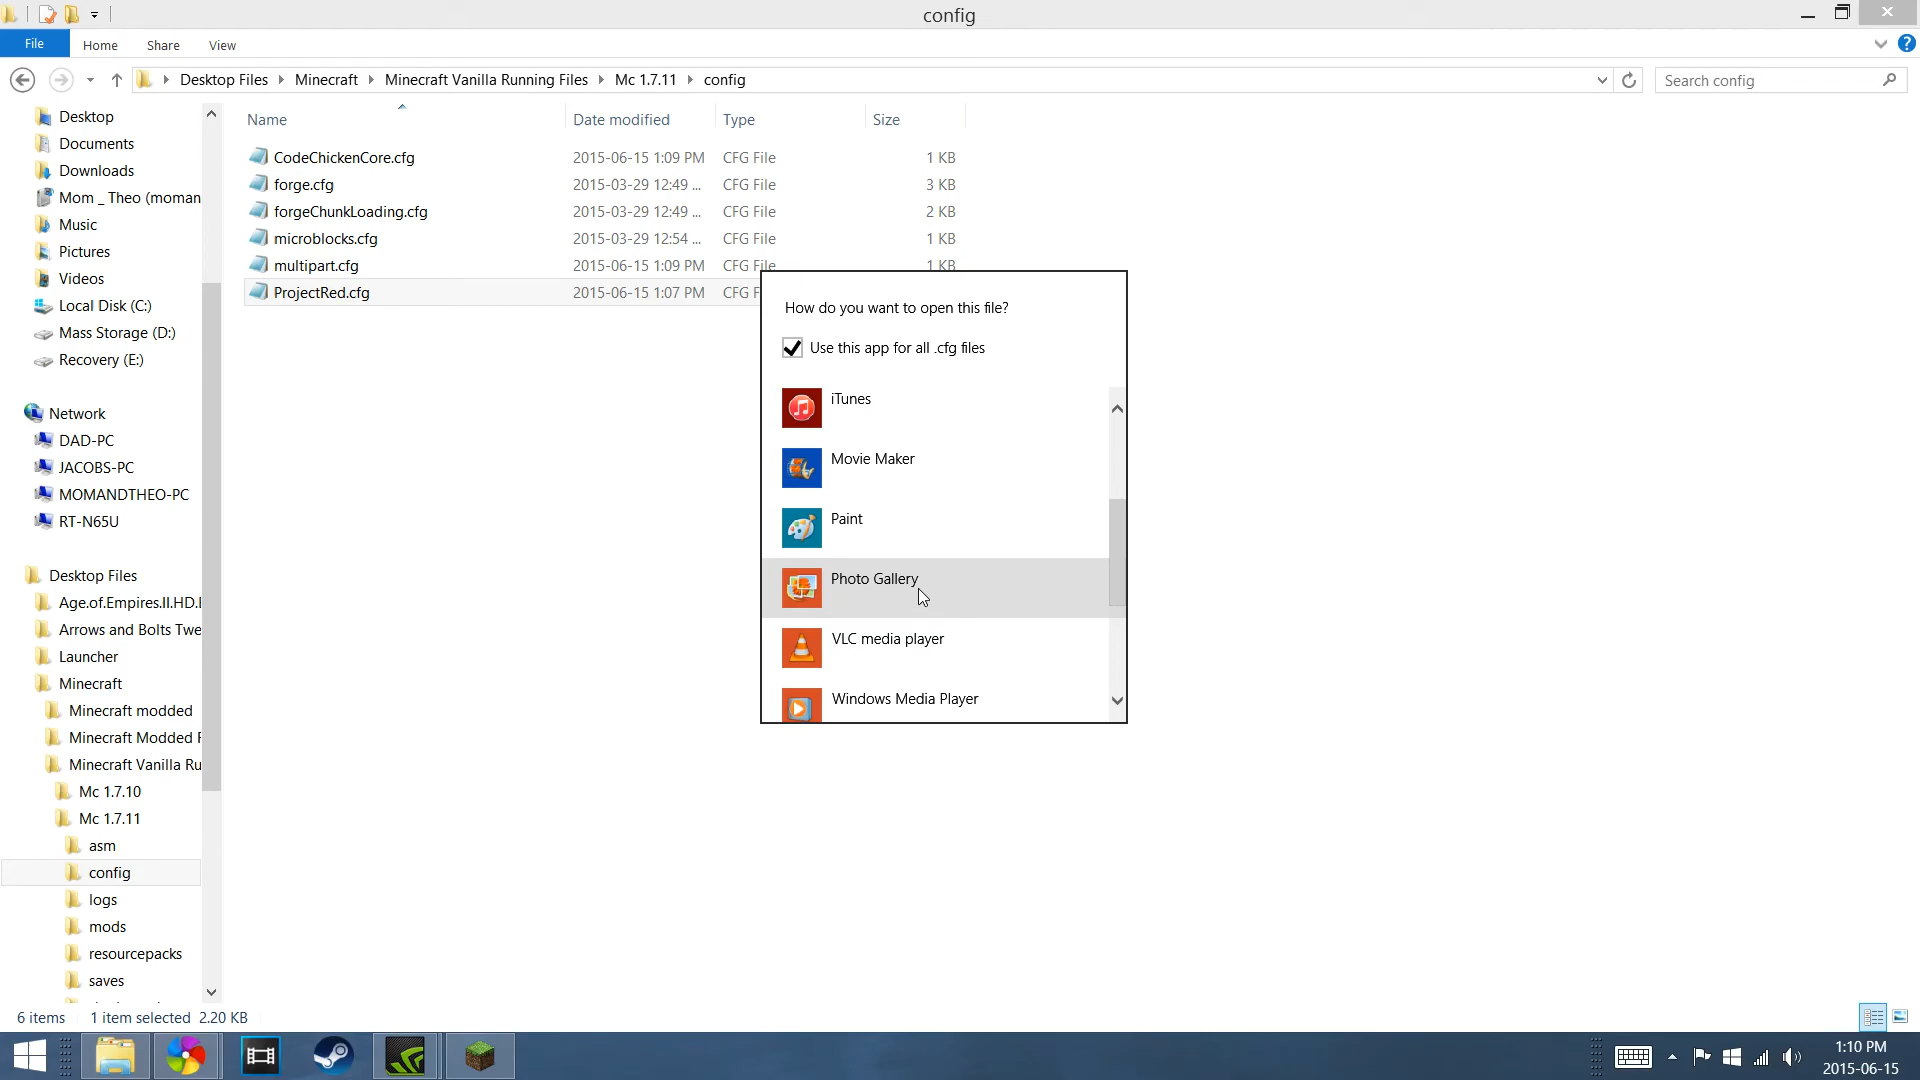 config
File
Home
Share
View
Desktop Files
Minecraft
Minecraft Vanilla Running Files
Mc 1.7.11
config
Search config
Name
Date modified
Type
Size
CodeChickenCore.cfg 2015-06-15 1:09 PM CFG File 1 KB
forge.cfg 2015-03-29 12:49 ... CFG File 3 KB
forgeChunkLoading.cfg 2015-03-29 12:49 ... CFG File 2 KB
microblocks.cfg 2015-03-29 12:54 ... CFG File 1 KB
multipart.cfg 2015-06-15 1:09 PM CFG File 1 KB
ProjectRed.cfg 2015-06-15 1:07 PM CFG F
Desktop
Documents
Downloads
Mom _ Theo (moman
Music
Pictures
Videos
Local Disk (C:)
Mass Storage (D:)
Recovery (E:)
Network
DAD-PC
JACOBS-PC
MOMANDTHEO-PC
RT-N65U
Desktop Files
Age.of.Empires.II.HD.
Arrows and Bolts Twe
Launcher
Minecraft
Minecraft modded
Minecraft Modded F
Minecraft Vanilla Ru
Mc 1.7.10
Mc 1.7.11
asm
config
logs
mods
resourcepacks
saves
How do you want to open this file?
Use this app for all .cfg files
iTunes
Movie Maker
Paint
Photo Gallery
VLC media player
Windows Media Player
6 items
1 item selected 2.20 KB
1:10 PM
2015-06-15